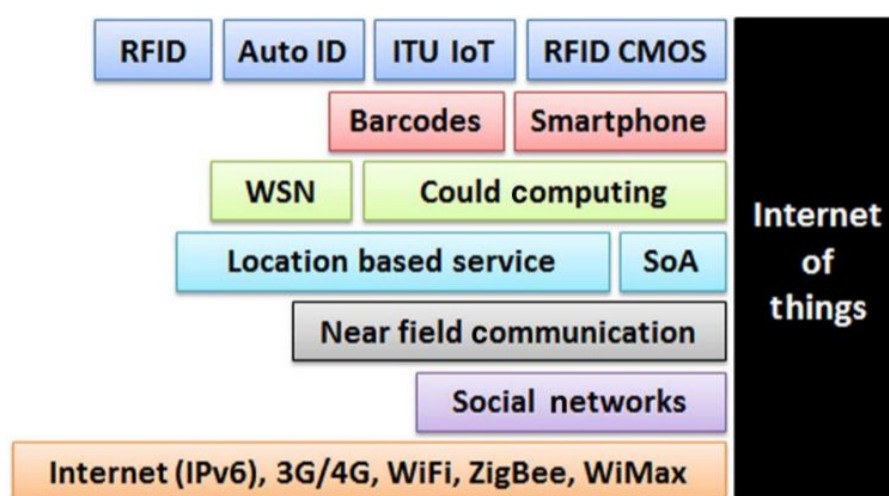 RFID Auto ID ITU IoT RFID CMOS
Barcodes Smartphone
WSN Could computing
Location based service SoA
Near field communication
Social networks
Internet (IPv6), 3G/4G, WiFi, ZigBee, WiMax
Internet
of
things